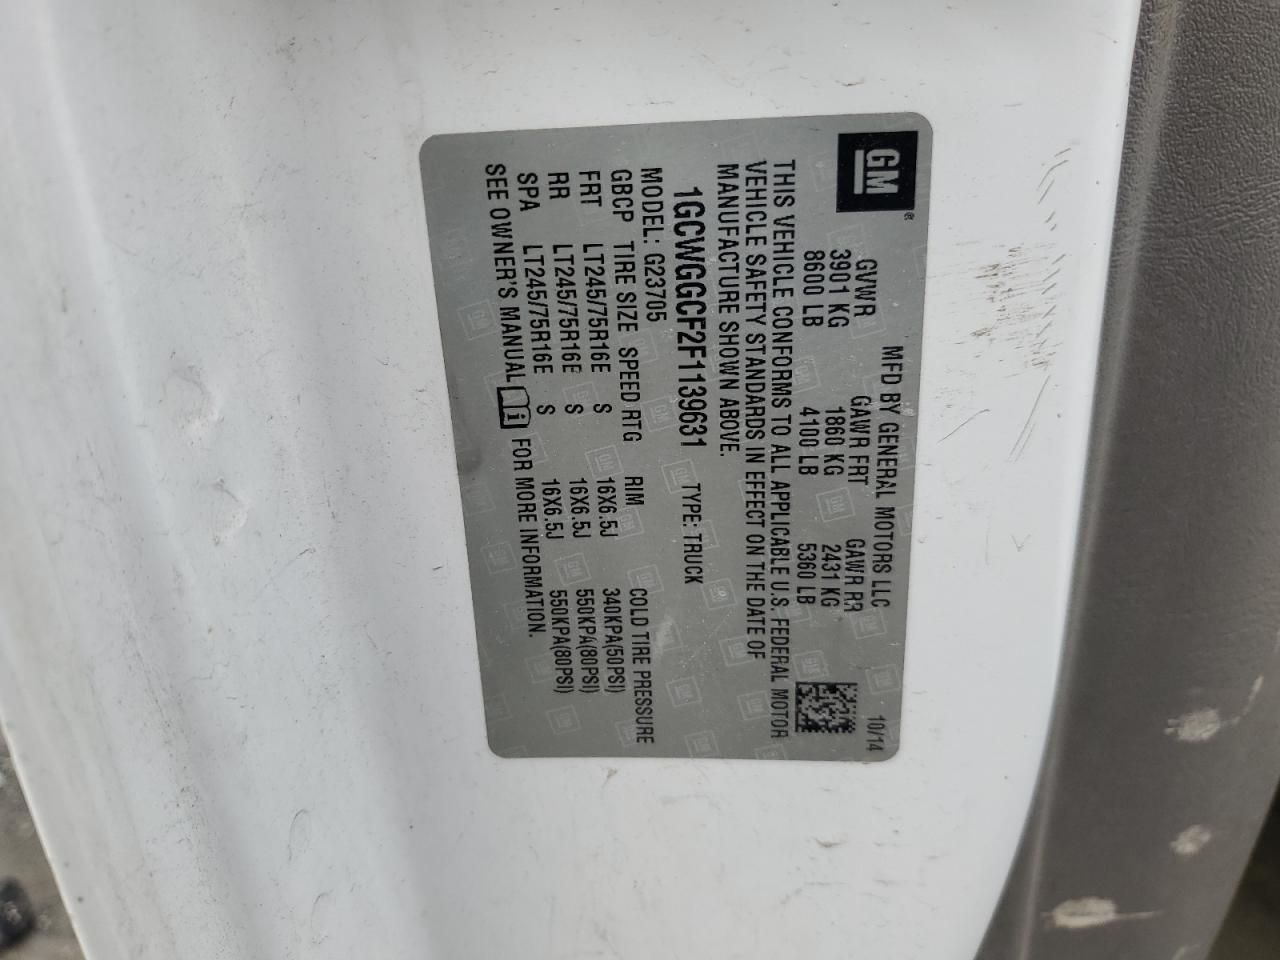 GM ®
MFD BY GENERAL MOTORS LLC 10/14
GVWR GAWR FRT GAWR RR
3901 KG 1860 KG 2431 KG
8600 LB 4100 LB 5360 LB
THIS VEHICLE CONFORMS TO ALL APPLICABLE U.S. FEDERAL MOTOR
VEHICLE SAFETY STANDARDS IN EFFECT ON THE DATE OF
MANUFACTURE SHOWN ABOVE.
1GCWGGCF2F1139631 TYPE: TRUCK
MODEL: G23705
GBCP TIRE SIZE SPEED RTG RIM COLD TIRE PRESSURE
FRT LT245/75R16E S 16X6.5J 340KPA(50PSI)
RR LT245/75R16E S 16X6.5J 550KPA(80PSI)
SPA LT245/75R16E S 16X6.5J 550KPA(80PSI)
SEE OWNER'S MANUAL i FOR MORE INFORMATION.